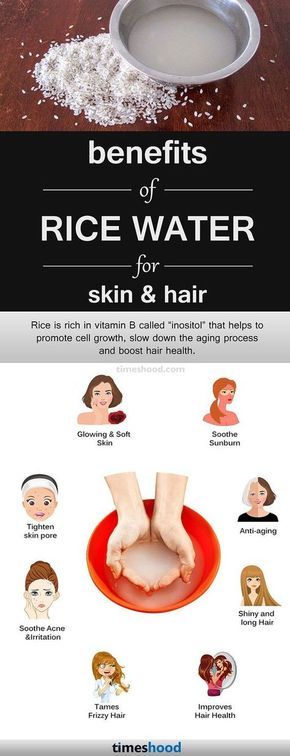 benefits
of
RICE WATER
for
skin & hair
Rice is rich in vitamin B called “inositol” that helps to
promote cell growth, slow down the aging process
and boost hair health.
timeshood.com
Glowing & Soft
Skin
Soothe
Sunburn
Tighten
skin pore
Anti-aging
Soothe Acne
&Irritation
Shiny and
long Hair
Tames
Frizzy Hair
Improves
Hair Health
timeshood